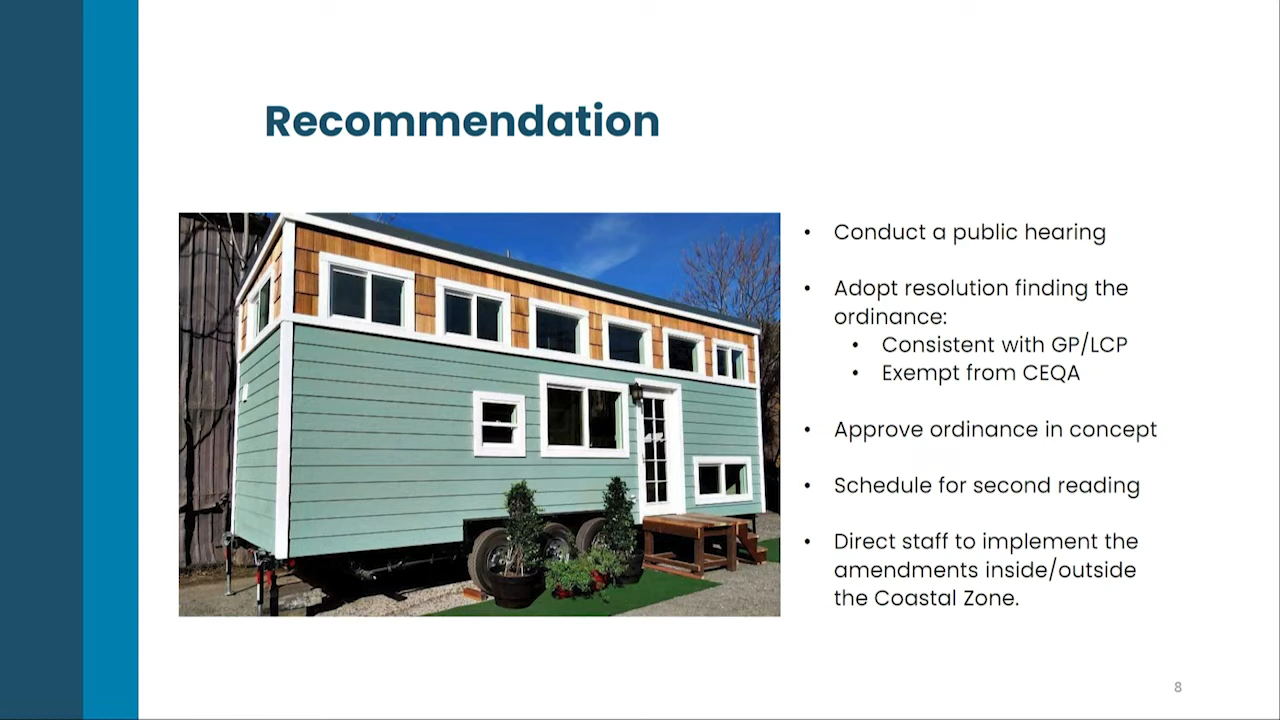 Recommendation
• Conduct a public hearing
• Adopt resolution finding the
ordinance:
• Consistent with GP/LCP
• Exempt from CEQA
• Approve ordinance in concept
• Schedule for second reading
• Direct staff to implement the
amendments inside/outside
the Coastal Zone.
8